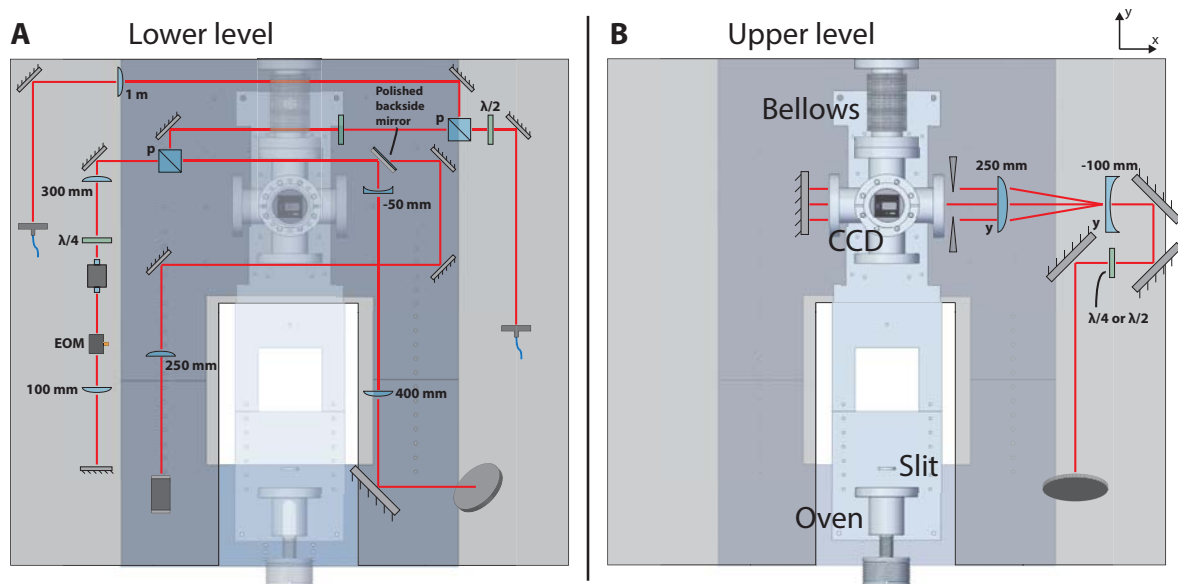 A Lower level
1 m
Polished
backside
mirror
λ/2
p
p
300 mm
-50 mm
λ/4
EOM
250 mm
100 mm
400 mm
B Upper level
y
x
Bellows
250 mm
-100 mm
y
y
CCD
λ/4 or λ/2
Slit
Oven